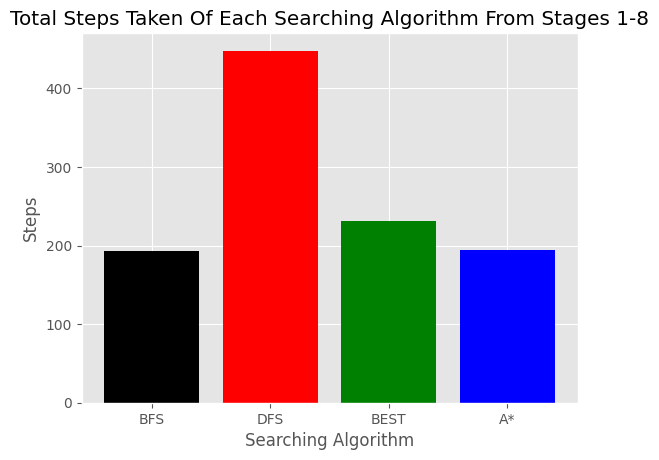 Total Steps Taken Of Each Searching Algorithm From Stages 1-8
400
300
200
100
0
Steps
BFS DFS BEST A*
Searching Algorithm